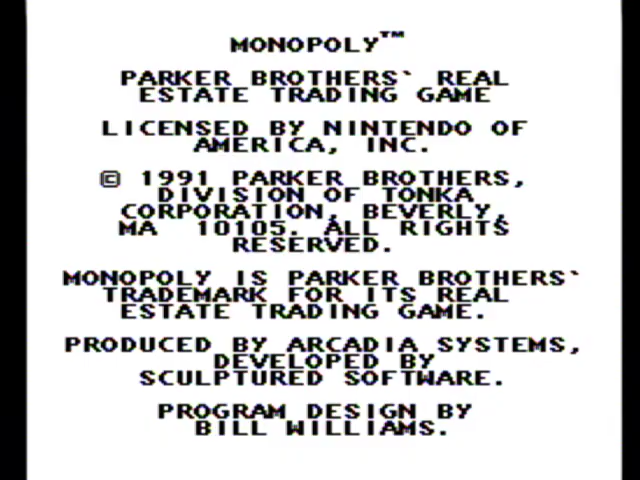 MONOPOLY™
PARKER BROTHERS` REAL
ESTATE TRADING GAME
LICENSED BY NINTENDO OF
AMERICA, INC.
© 1991 PARKER BROTHERS,
DIVISION OF TONKA
CORPORATION, BEVERLY,
MA  10105. ALL RIGHTS
RESERVED.
MONOPOLY IS PARKER BROTHERS`
TRADEMARK FOR ITS REAL
ESTATE TRADING GAME.
PRODUCED BY ARCADIA SYSTEMS,
DEVELOPED BY
SCULPTURED SOFTWARE.
PROGRAM DESIGN BY
BILL WILLIAMS.